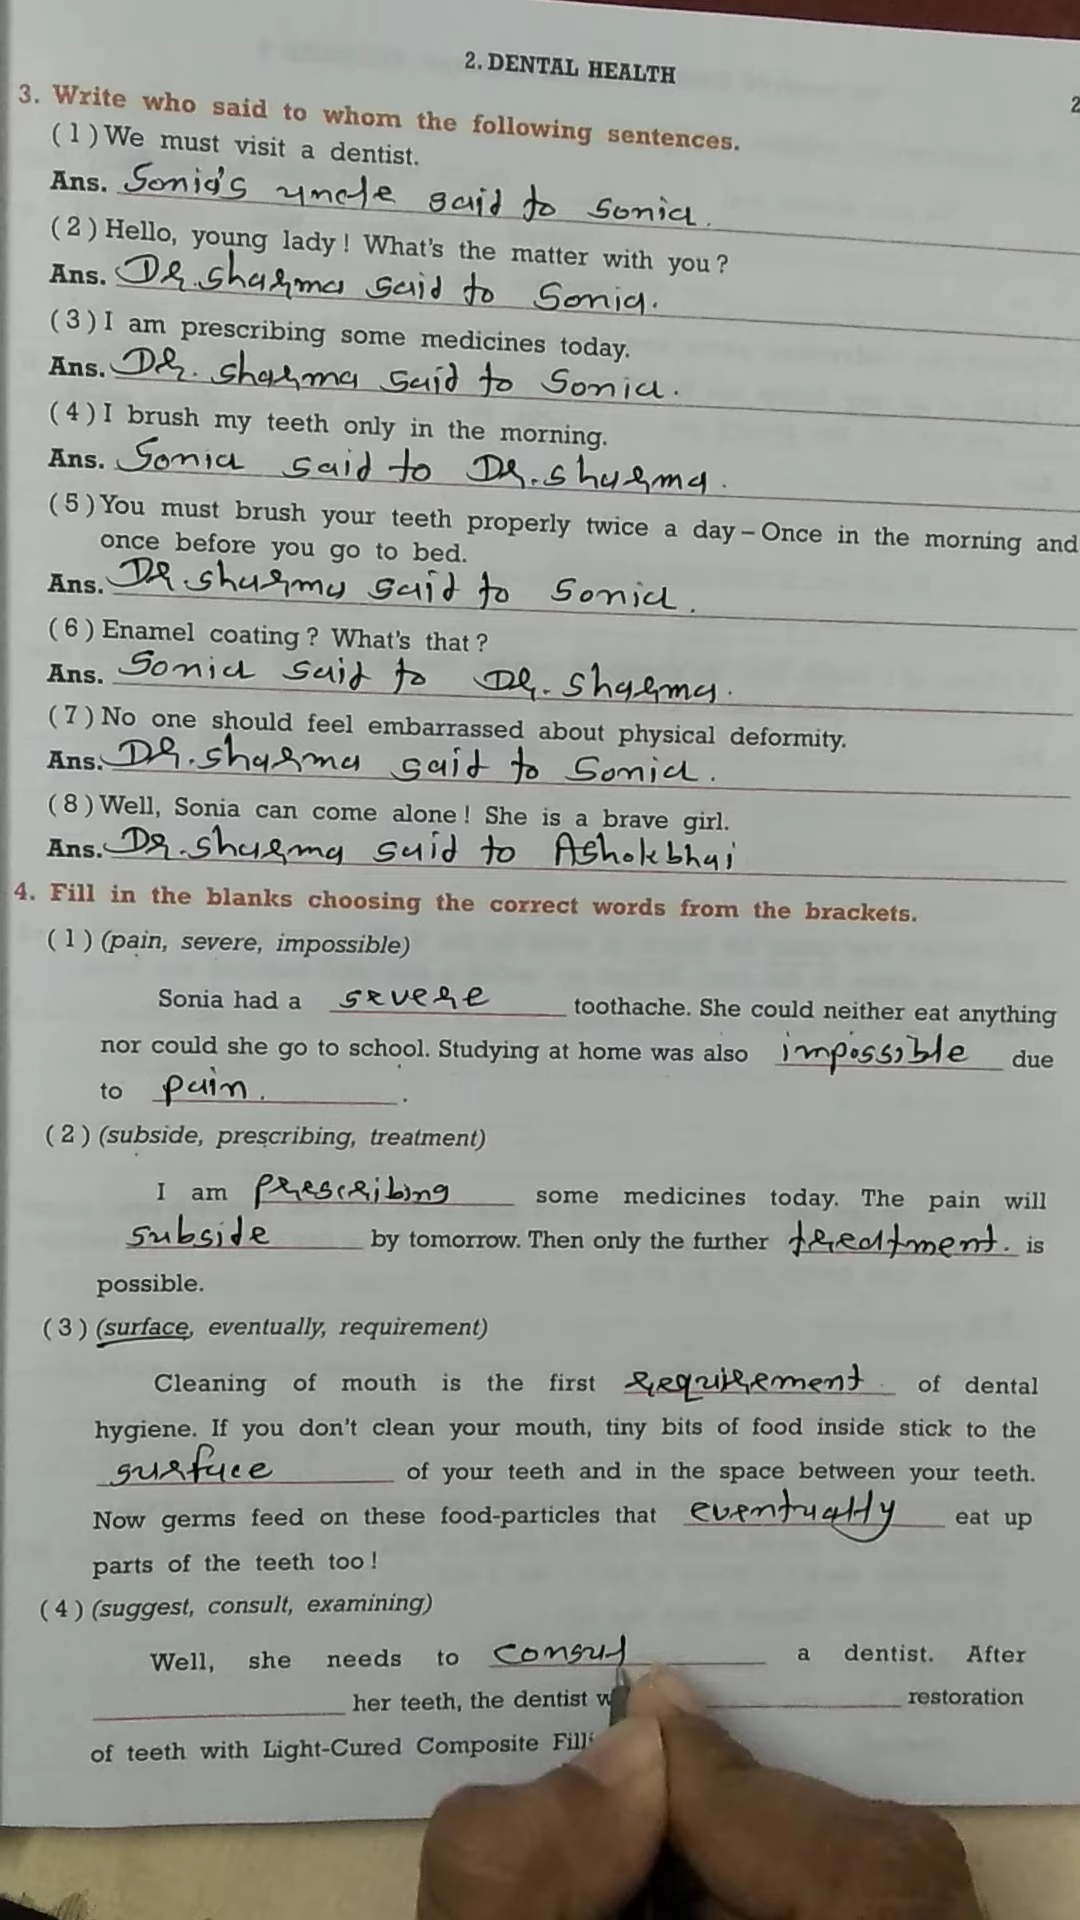 2. DENTAL HEALTH
2
3. Write who said to whom the following sentences.
(1) We must visit a dentist.
Ans. Sonia's uncle said to sonia.
(2) Hello, young lady! What's the matter with you?
Ans. Dr. sharma said to Sonia.
(3) I am prescribing some medicines today.
Ans. Dr. sharma said to Sonia.
(4) I brush my teeth only in the morning.
Ans. Sonia said to Dr. sharma.
(5) You must brush your teeth properly twice a day – Once in the morning and
once before you go to bed.
Ans. Dr sharma said to Sonia.
(6) Enamel coating? What's that?
Ans. Sonia said to Dr. sharma.
(7) No one should feel embarrassed about physical deformity.
Ans. Dr. sharma said to Sonia.
(8) Well, Sonia can come alone! She is a brave girl.
Ans. Dr. sharma said to Ashokbhai
4. Fill in the blanks choosing the correct words from the brackets.
(1) (pain, severe, impossible)
Sonia had a severe toothache. She could neither eat anything
nor could she go to school. Studying at home was also impossible due
to pain. .
(2) (subside, prescribing, treatment)
I am prescribing some medicines today. The pain will
subside by tomorrow. Then only the further treatment. is
possible.
(3) (surface, eventually, requirement)
Cleaning of mouth is the first requirement of dental
hygiene. If you don't clean your mouth, tiny bits of food inside stick to the
surface of your teeth and in the space between your teeth.
Now germs feed on these food-particles that eventually eat up
parts of the teeth too!
(4) (suggest, consult, examining)
Well, she needs to consul a dentist. After
her teeth, the dentist restoration
of teeth with Light-Cured Composite